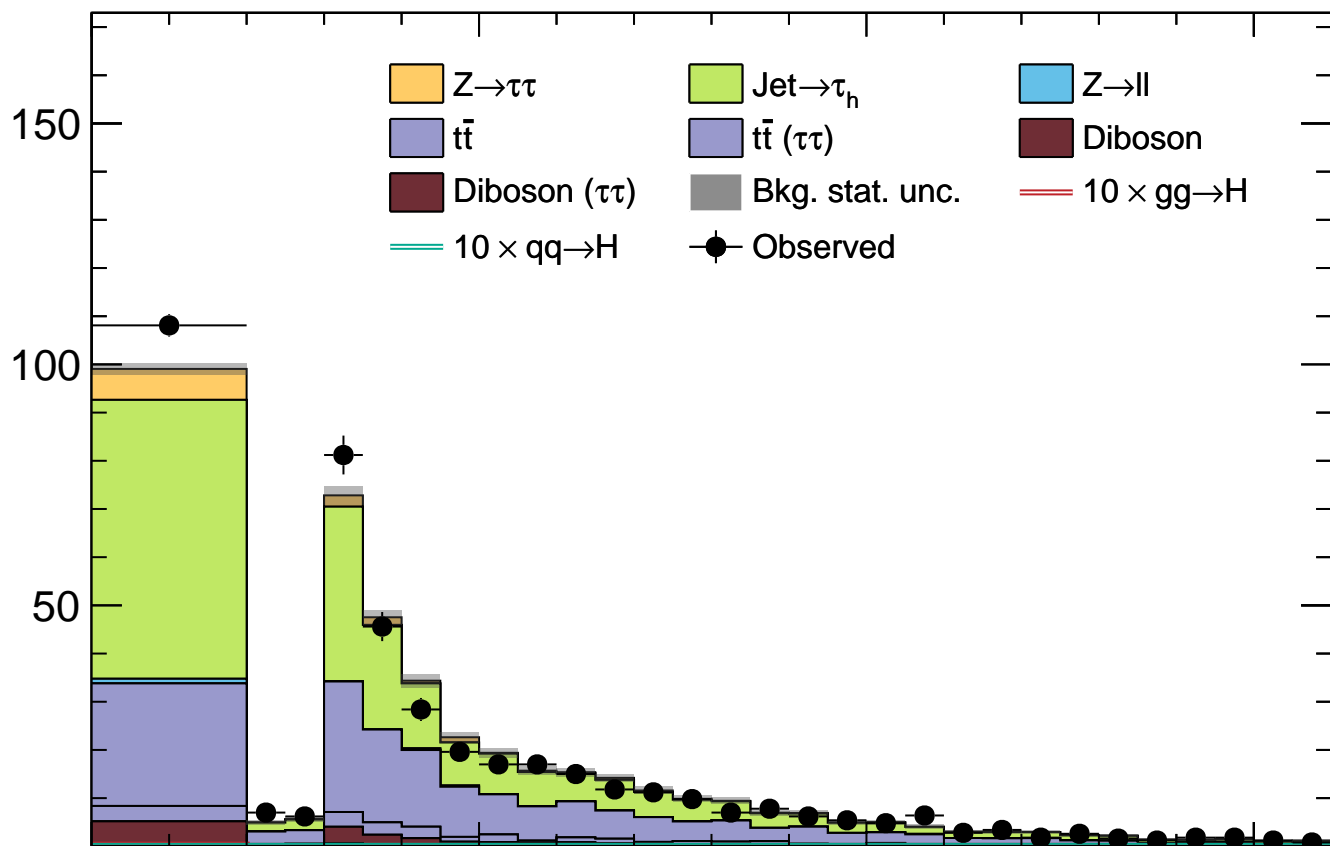 150
100
50
Z→ττ Jet→τₕ Z→ll
tt̄ tt̄ (ττ) Diboson
Diboson (ττ) Bkg. stat. unc. 10 × gg→H
10 × qq→H Observed